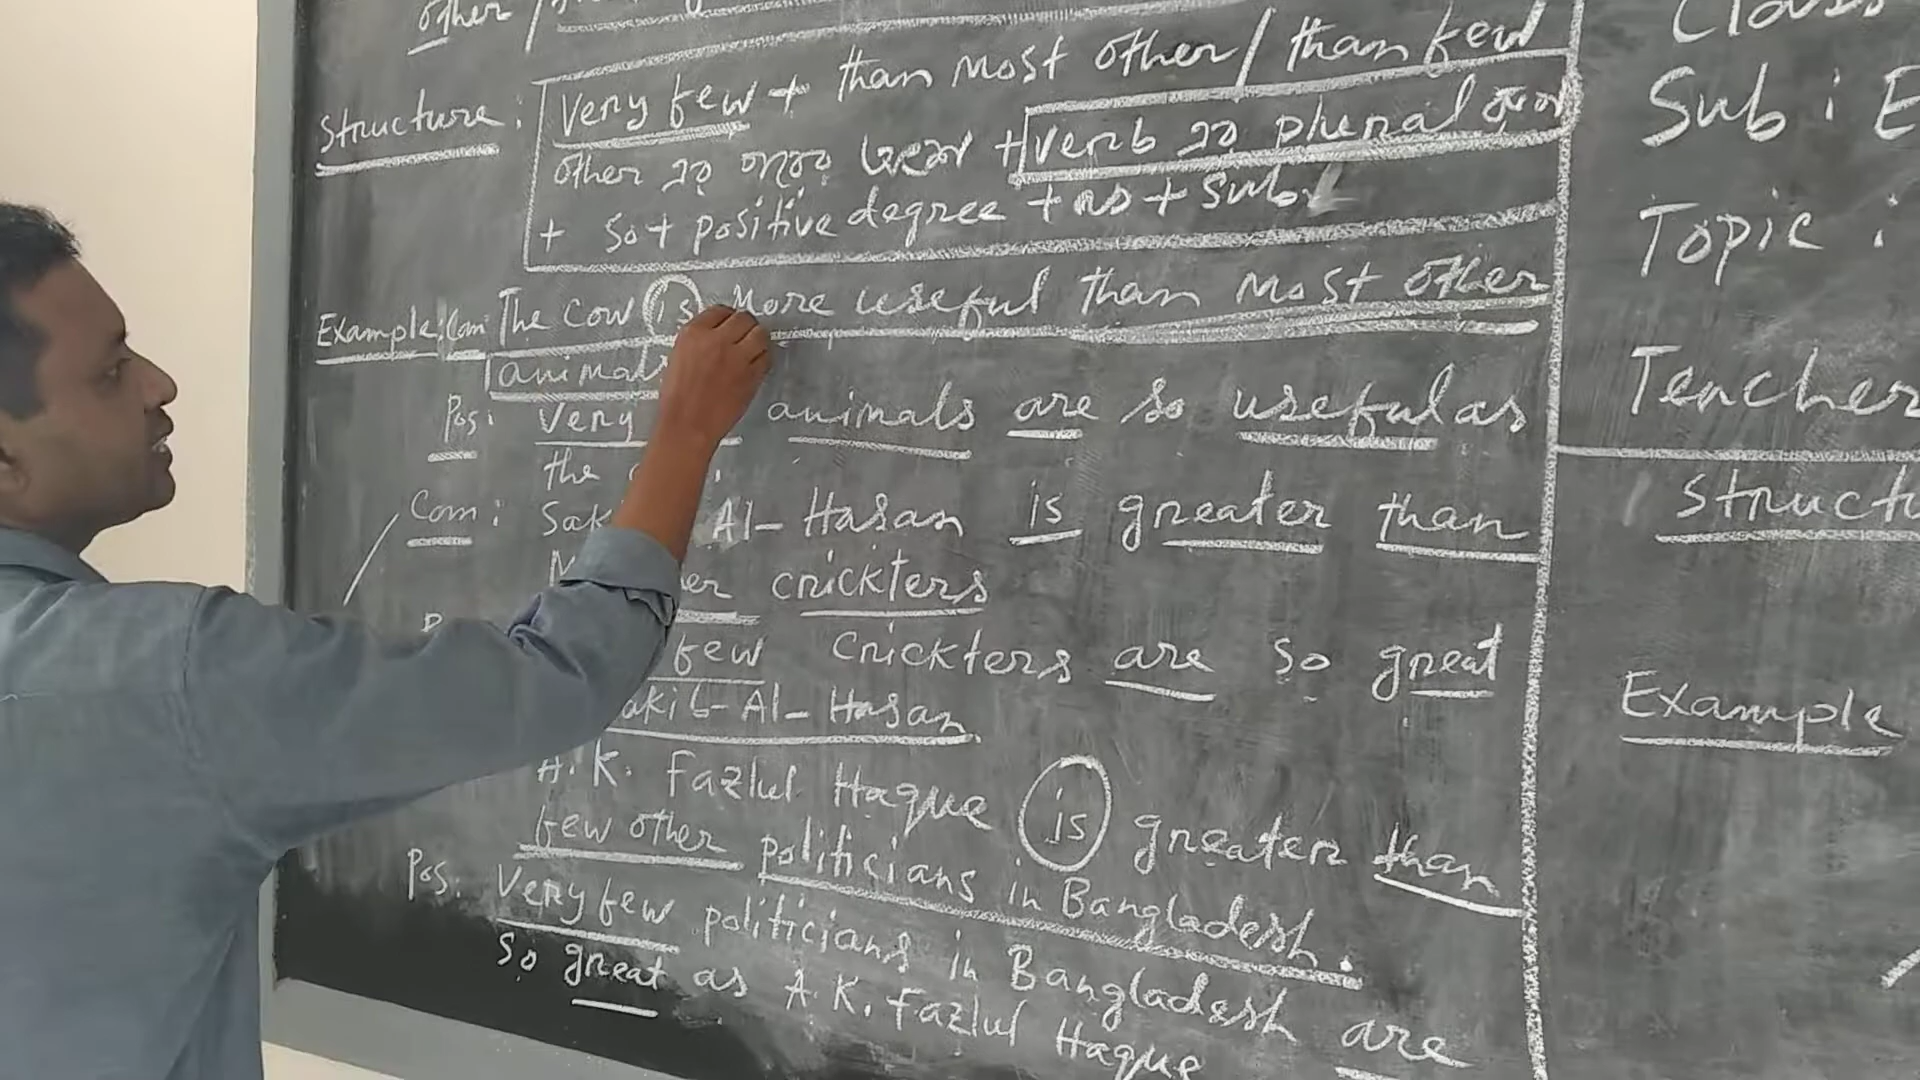 other /
Structure : Very few + than most other / than few
other এর পরের অংশ + verb এর plural রূপ
+ so + positive degree + as + sub
Example: Com The cow is More useful than Most other
animals
Pos: Very animals are so useful as
the
Com: Al-Hasan is greater than
crickters
few crickters are so great
Sakib-Al-Hasan
A. K. Fazlul Haque is greater than
few other politicians in Bangladesh.
Pos. Very few politicians in Bangladesh are
so great as A. K. Fazlul Haque
Class
Sub : E
Topic :
Teacher
Structu
Example